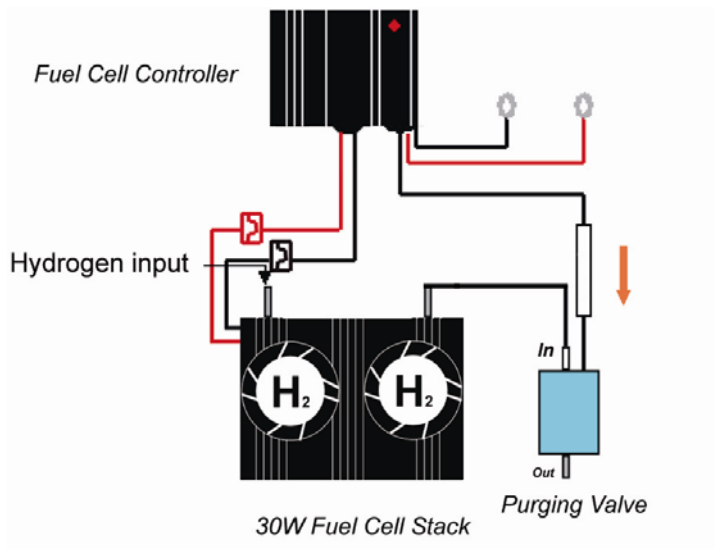 Fuel Cell Controller
Hydrogen input
H2
H2
In
Out
Purging Valve
30W Fuel Cell Stack